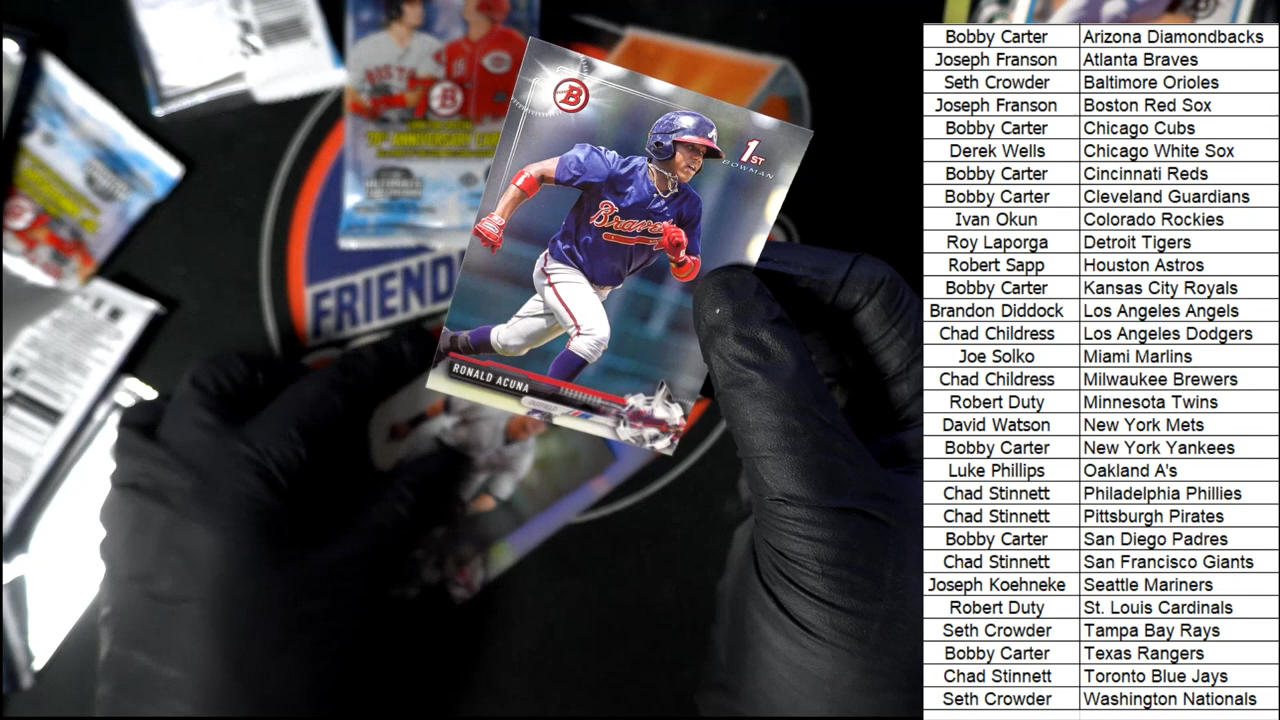 BOSTON
B
70TH ANNIVERSARY
ULTIMATE
FRIEND
B
1ST
BOWMAN
Braves
RONALD ACUNA
Bobby Carter Arizona Diamondbacks
Joseph Franson Atlanta Braves
Seth Crowder Baltimore Orioles
Joseph Franson Boston Red Sox
Bobby Carter Chicago Cubs
Derek Wells Chicago White Sox
Bobby Carter Cincinnati Reds
Bobby Carter Cleveland Guardians
Ivan Okun Colorado Rockies
Roy Laporga Detroit Tigers
Robert Sapp Houston Astros
Bobby Carter Kansas City Royals
Brandon Diddock Los Angeles Angels
Chad Childress Los Angeles Dodgers
Joe Solko Miami Marlins
Chad Childress Milwaukee Brewers
Robert Duty Minnesota Twins
David Watson New York Mets
Bobby Carter New York Yankees
Luke Phillips Oakland A's
Chad Stinnett Philadelphia Phillies
Chad Stinnett Pittsburgh Pirates
Bobby Carter San Diego Padres
Chad Stinnett San Francisco Giants
Joseph Koehneke Seattle Mariners
Robert Duty St. Louis Cardinals
Seth Crowder Tampa Bay Rays
Bobby Carter Texas Rangers
Chad Stinnett Toronto Blue Jays
Seth Crowder Washington Nationals